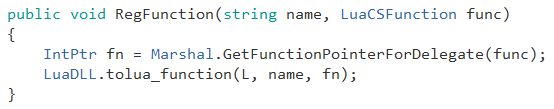 public void RegFunction(string name, LuaCSFunction func)
{
    IntPtr fn = Marshal.GetFunctionPointerForDelegate(func);
    LuaDLL.tolua_function(L, name, fn);
}